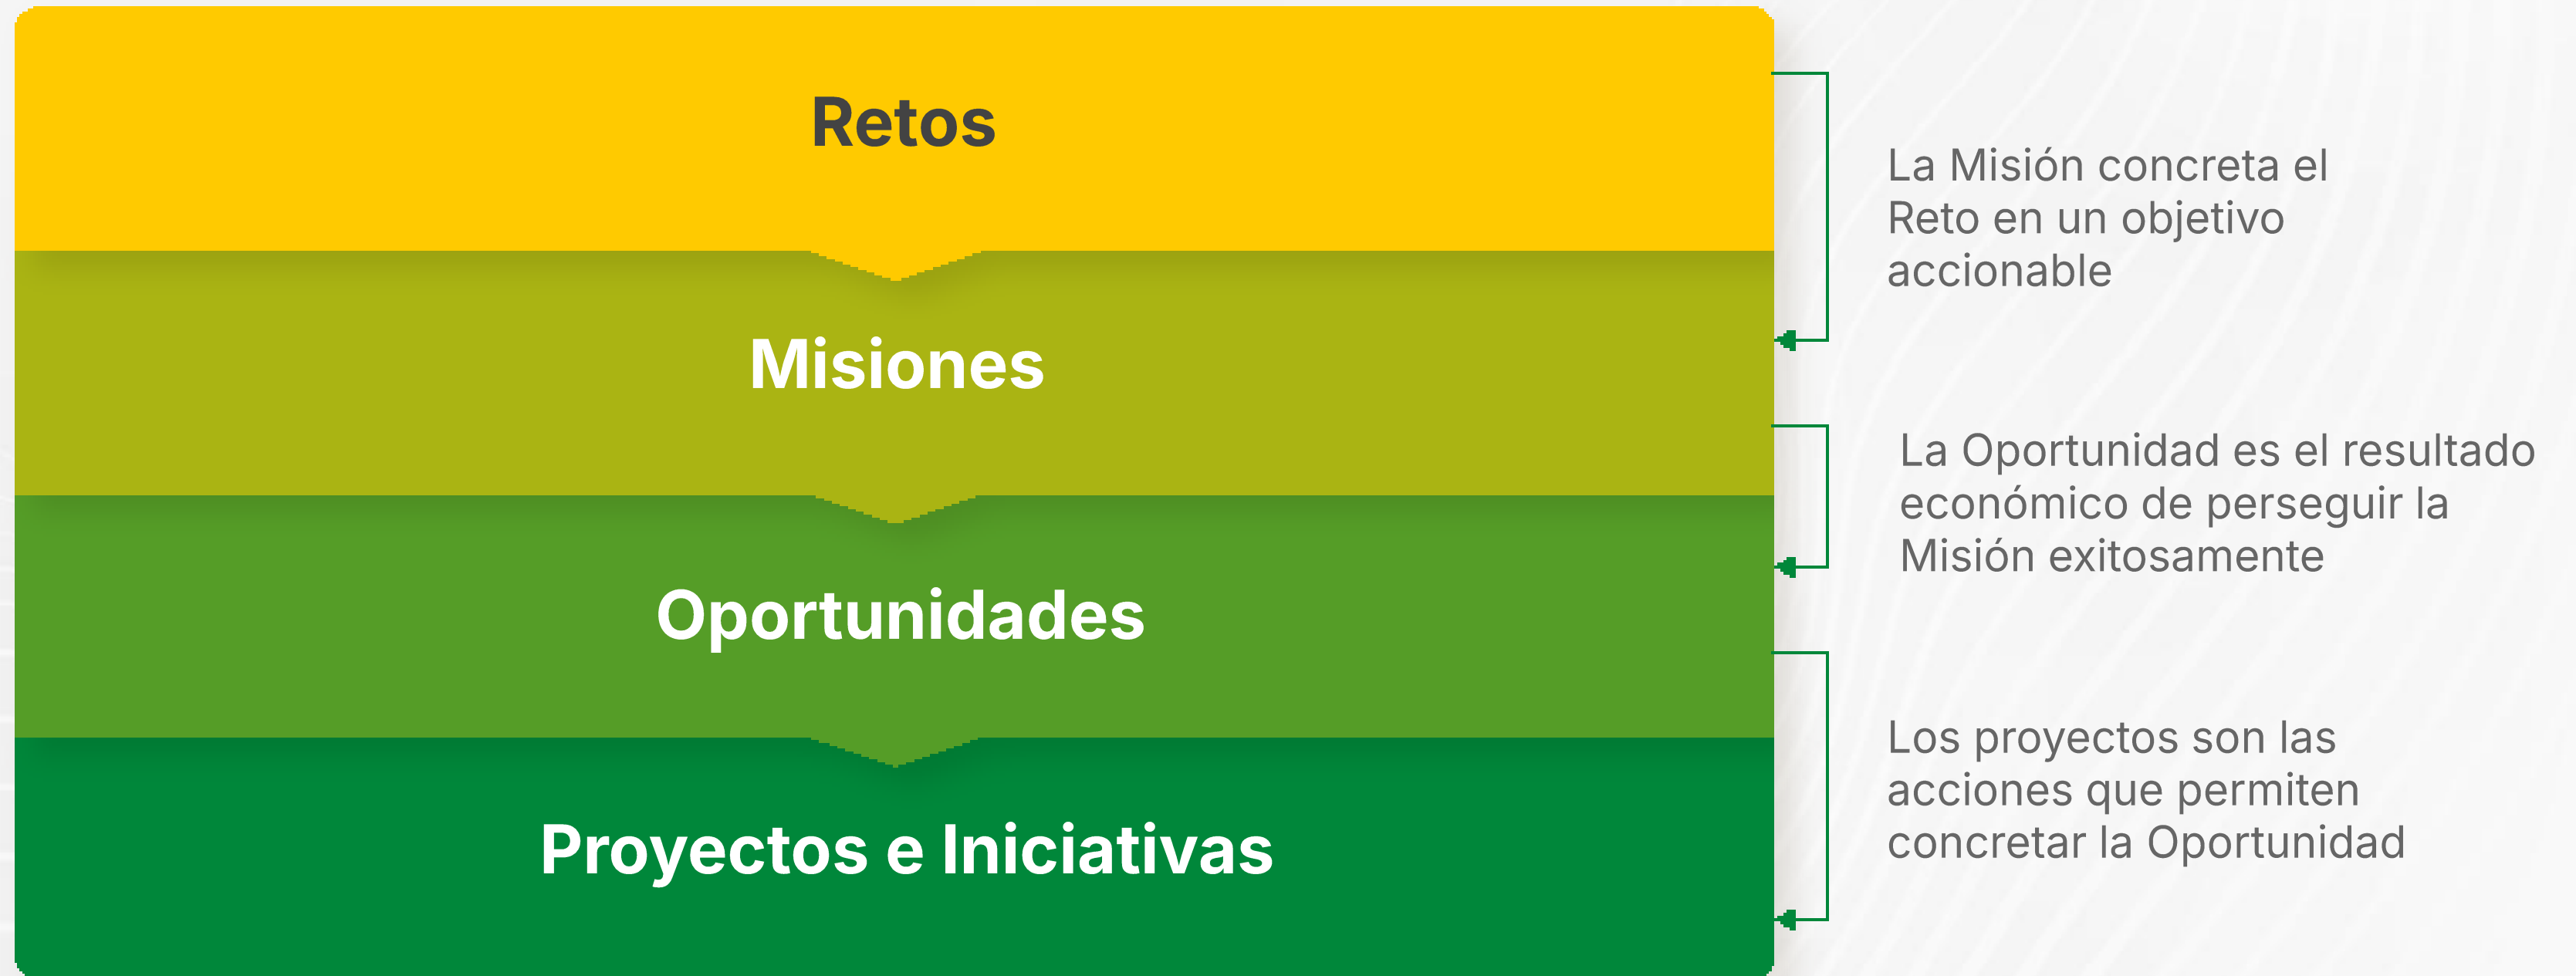 Retos
La Misión concreta el
Reto en un objetivo
accionable
Misiones
La Oportunidad es el resultado
económico de perseguir la
Misión exitosamente
Oportunidades
Los proyectos son las
acciones que permiten
concretar la Oportunidad
Proyectos e Iniciativas